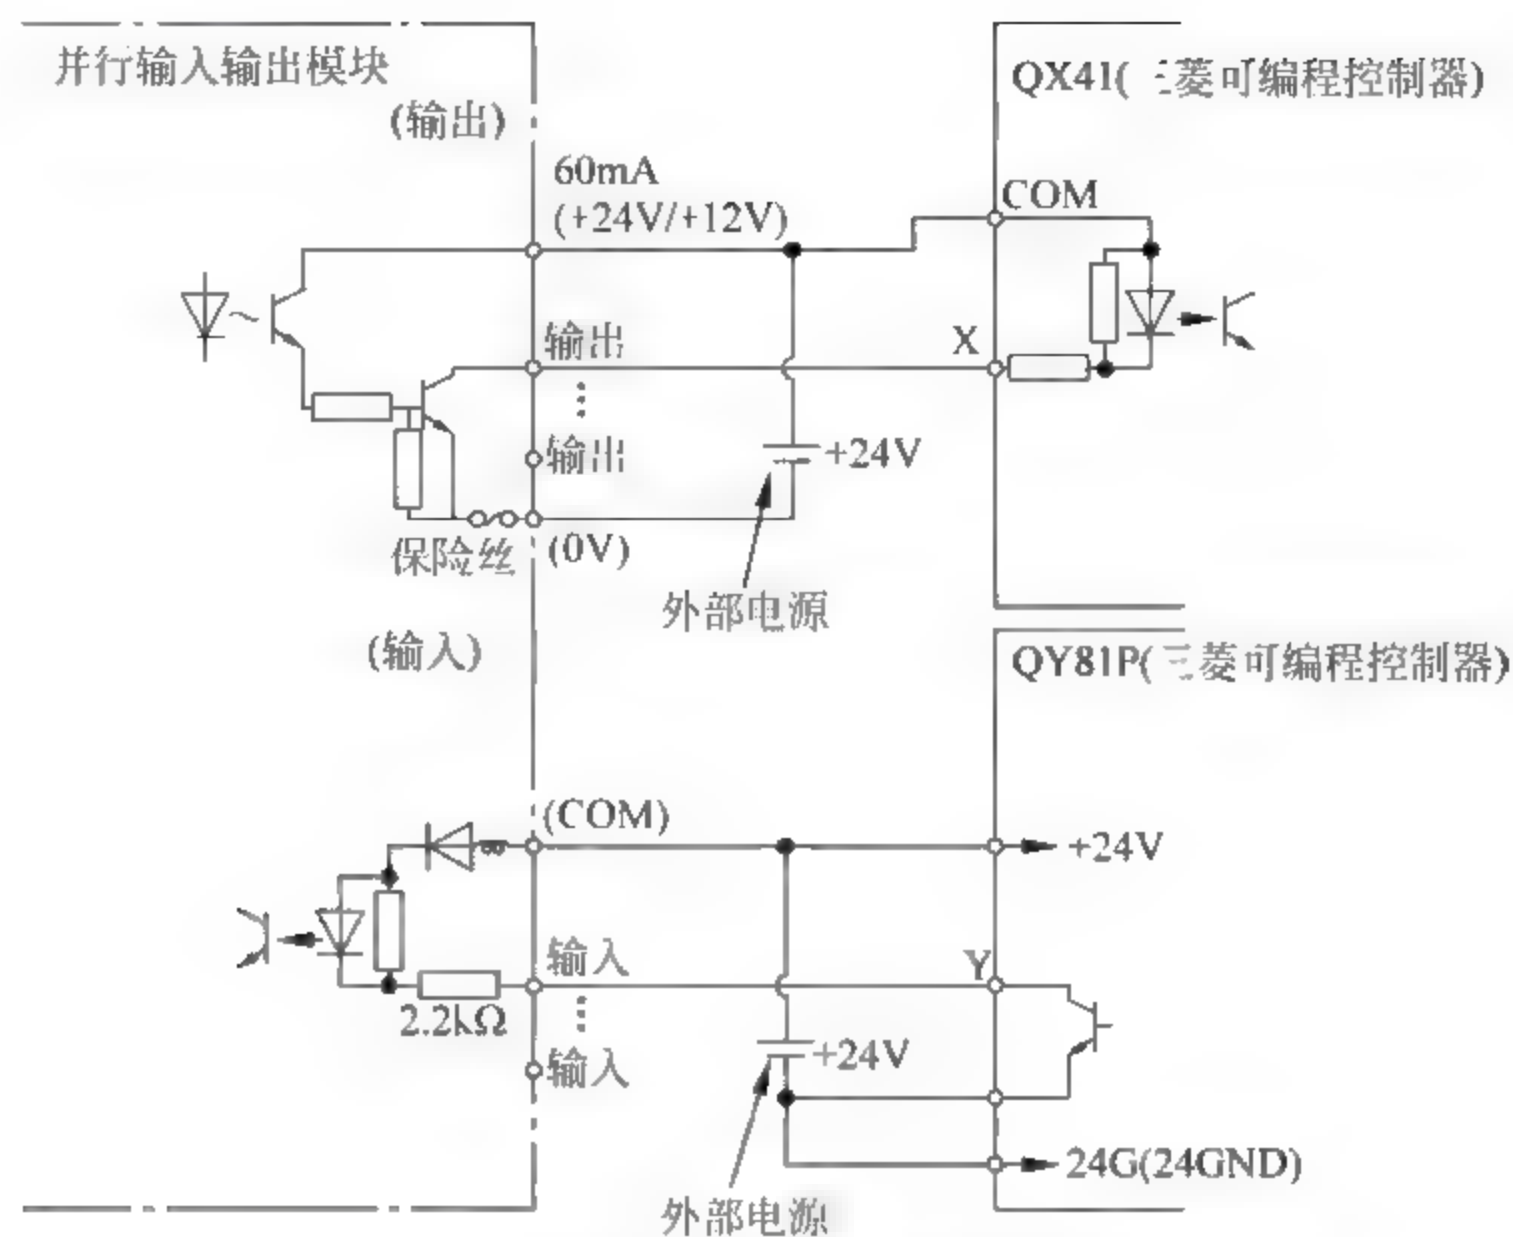 并行输入输出模块
(输出)
60mA
(+24V/+12V)
输出
输出
保险丝
(0V)
+24V
外部电源
QX41(三菱可编程控制器)
COM
X
(输入)
(COM)
输入
2.2kΩ
输入
+24V
外部电源
QY81P(三菱可编程控制器)
+24V
Y
24G(24GND)